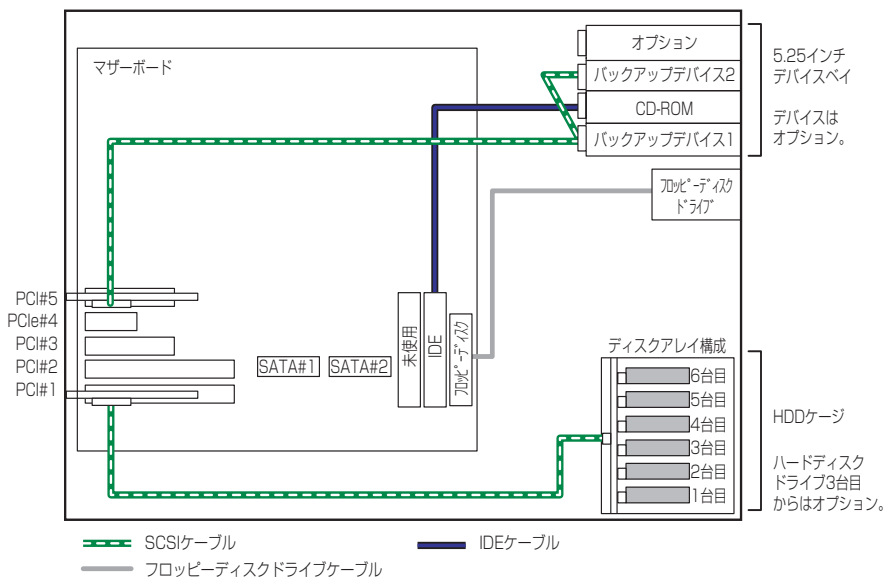 マザーボード
オプション
バックアップデバイス2
CD-ROM
バックアップデバイス1
5.25インチ
デバイスベイ
デバイスは
オプション。
フロッピーディスク
ドライブ
PCI#5
PCIe#4
PCI#3
PCI#2
PCI#1
SATA#1
SATA#2
未使用
IDE
フロッピーディスク
ディスクアレイ構成
6台目
5台目
4台目
3台目
2台目
1台目
HDDケージ
ハードディスク
ドライブ3台目
からはオプション。
SCSIケーブル
IDEケーブル
フロッピーディスクドライブケーブル